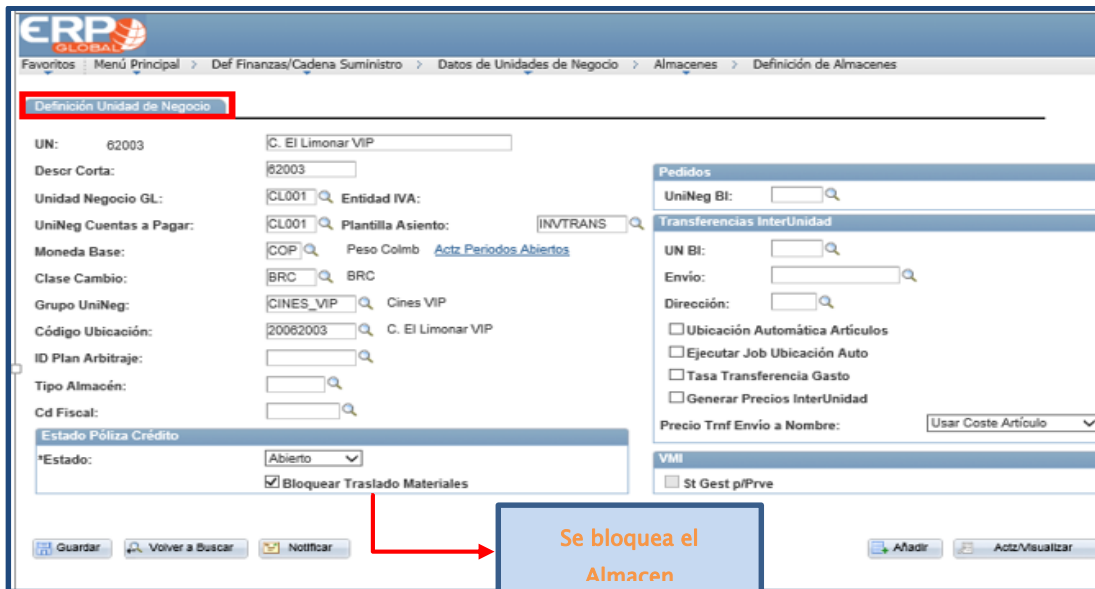 ERP
GLOBAL
Favoritos Menú Principal > Def Finanzas/Cadena Suministro > Datos de Unidades de Negocio > Almacenes > Definición de Almacenes
Definición Unidad de Negocio
UN: 62003 C. El Limonar VIP
Descr Corta: 62003
Unidad Negocio GL: CL001 Entidad IVA:
UniNeg Cuentas a Pagar: CL001 Plantilla Asiento: INVTRANS
Moneda Base: COP Peso Colmb Actz Periodos Abiertos
Clase Cambio: BRC BRC
Grupo UniNeg: CINES_VIP Cines VIP
Código Ubicación: 20062003 C. El Limonar VIP
ID Plan Arbitraje:
Tipo Almacén:
Cd Fiscal:
Estado Póliza Crédito
*Estado: Abierto
Bloquear Traslado Materiales
Pedidos
UniNeg BI:
Transferencias InterUnidad
UN BI:
Envío:
Dirección:
Ubicación Automática Artículos
Ejecutar Job Ubicación Auto
Tasa Transferencia Gasto
Generar Precios InterUnidad
Precio Trnf Envío a Nombre: Usar Coste Artículo
VMI
St Gest p/Prve
Se bloquea el
Almacen
Guardar Volver a Buscar Notificar Añadir Actz/Visualizar